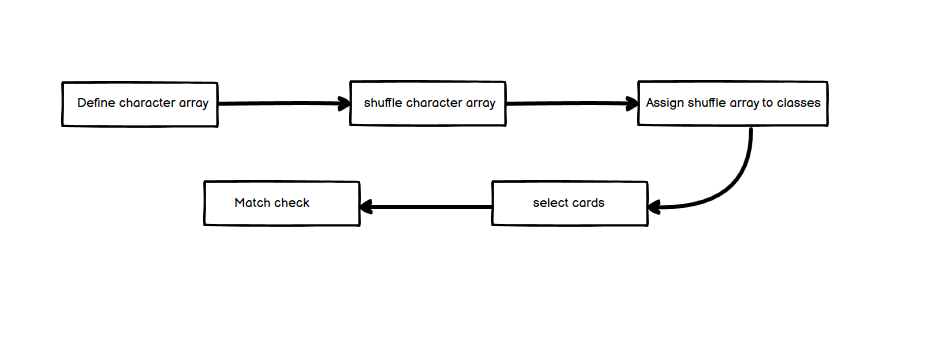 Define character array
shuffle character array
Assign shuffle array to classes
select cards
Match check